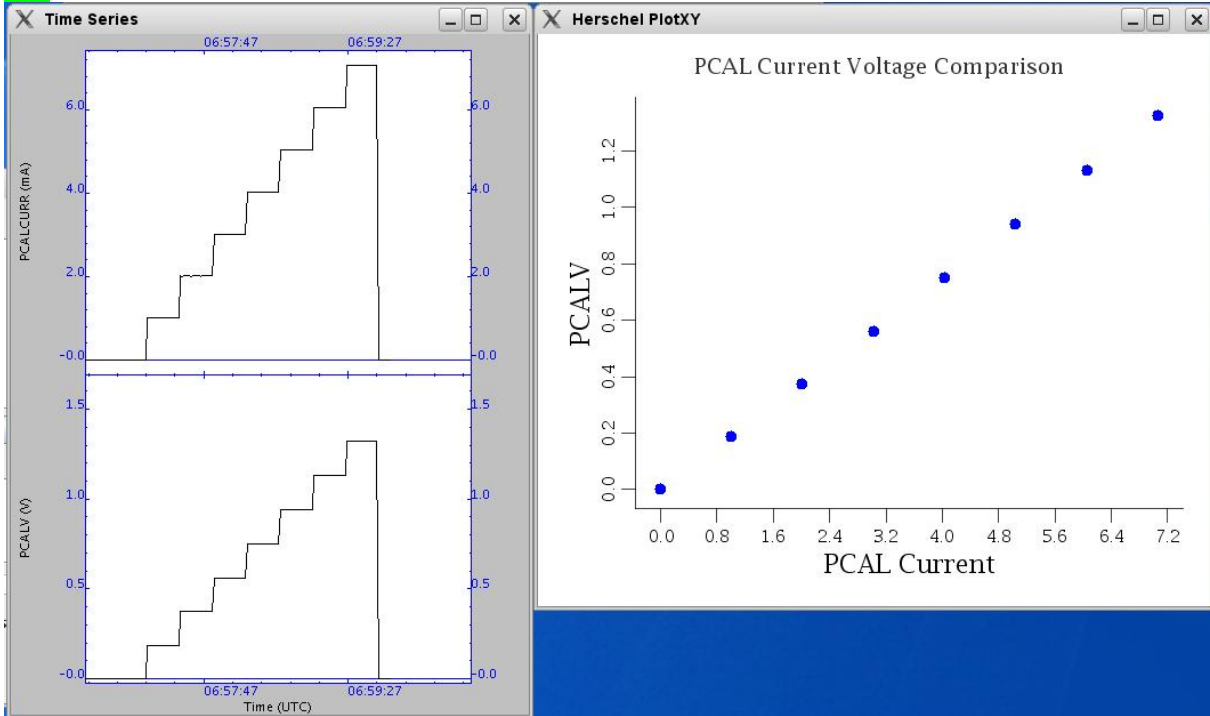 Time Series
06:57:47 06:59:27
6.0 6.0
PCALCURR (mA)
4.0 4.0
2.0 2.0
-0.0 -0.0
1.5 1.5
1.0 1.0
PCALV (V)
0.5 0.5
-0.0 -0.0
06:57:47 06:59:27
Time (UTC)
Herschel PlotXY
PCAL Current Voltage Comparison
1.2
1.0
0.8
PCALV
0.6
0.4
0.2
0.0
0.0 0.8 1.6 2.4 3.2 4.0 4.8 5.6 6.4 7.2
PCAL Current